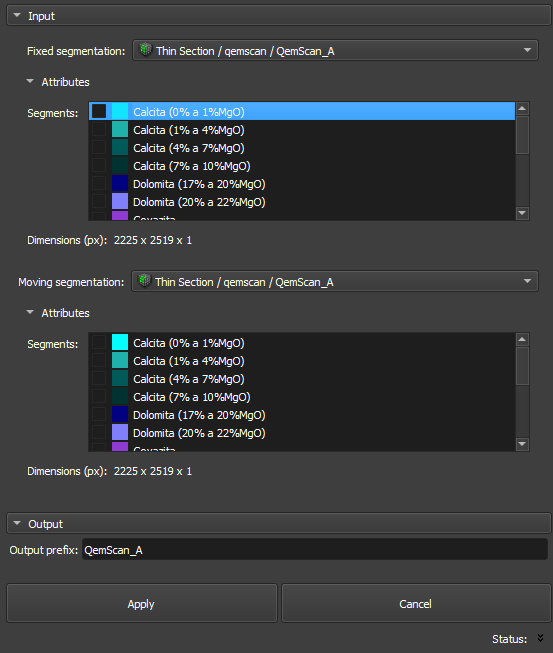 Input
Fixed segmentation: Thin Section / qemscan / QemScan_A
Attributes
Segments:
Calcita (0% a 1%MgO)
Calcita (1% a 4%MgO)
Calcita (4% a 7%MgO)
Calcita (7% a 10%MgO)
Dolomita (17% a 20%MgO)
Dolomita (20% a 22%MgO)
Dimensions (px): 2225 x 2519 x 1
Moving segmentation: Thin Section / qemscan / QemScan_A
Attributes
Segments:
Calcita (0% a 1%MgO)
Calcita (1% a 4%MgO)
Calcita (4% a 7%MgO)
Calcita (7% a 10%MgO)
Dolomita (17% a 20%MgO)
Dolomita (20% a 22%MgO)
Dimensions (px): 2225 x 2519 x 1
Output
Output prefix: QemScan_A
Apply
Cancel
Status: